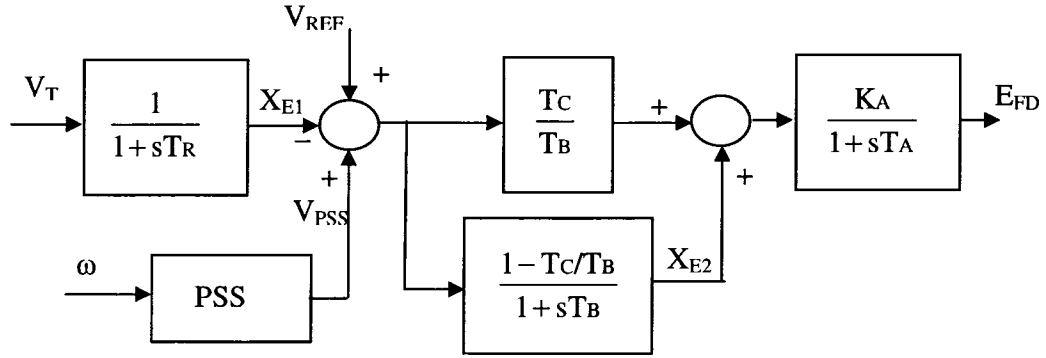 V_REF
V_T
1
1 + sT_R
X_E1
+
−
+
V_PSS
T_C
T_B
+
+
K_A
1 + sT_A
E_FD
ω
PSS
1 − T_C/T_B
1 + sT_B
X_E2